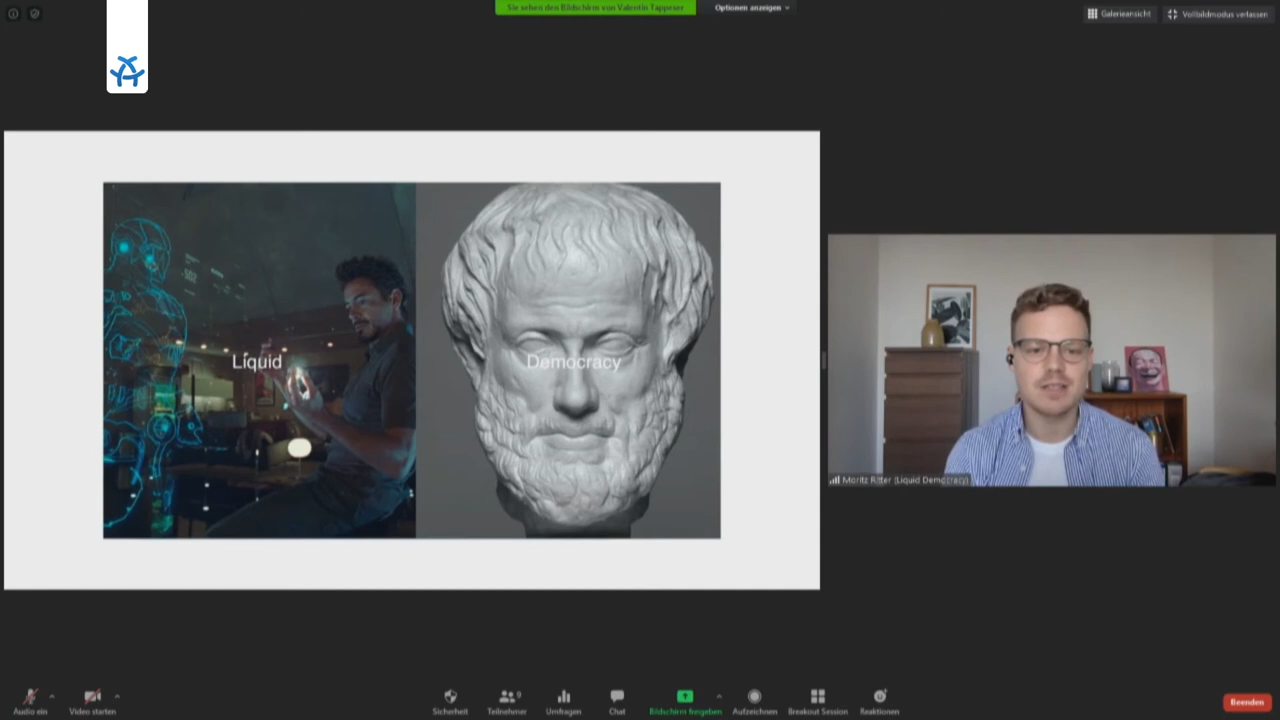 Sie sehen den Bildschirm von Valentin Tappeser
Optionen anzeigen
Galerieansicht
Vollbildmodus verlassen
Liquid
Democracy
Moritz Ritter (Liquid Democracy)
Audio ein
Video starten
Sicherheit
9
Teilnehmer
Umfragen
Chat
Bildschirm freigeben
Aufzeichnen
Breakout Session
Reaktionen
Beenden